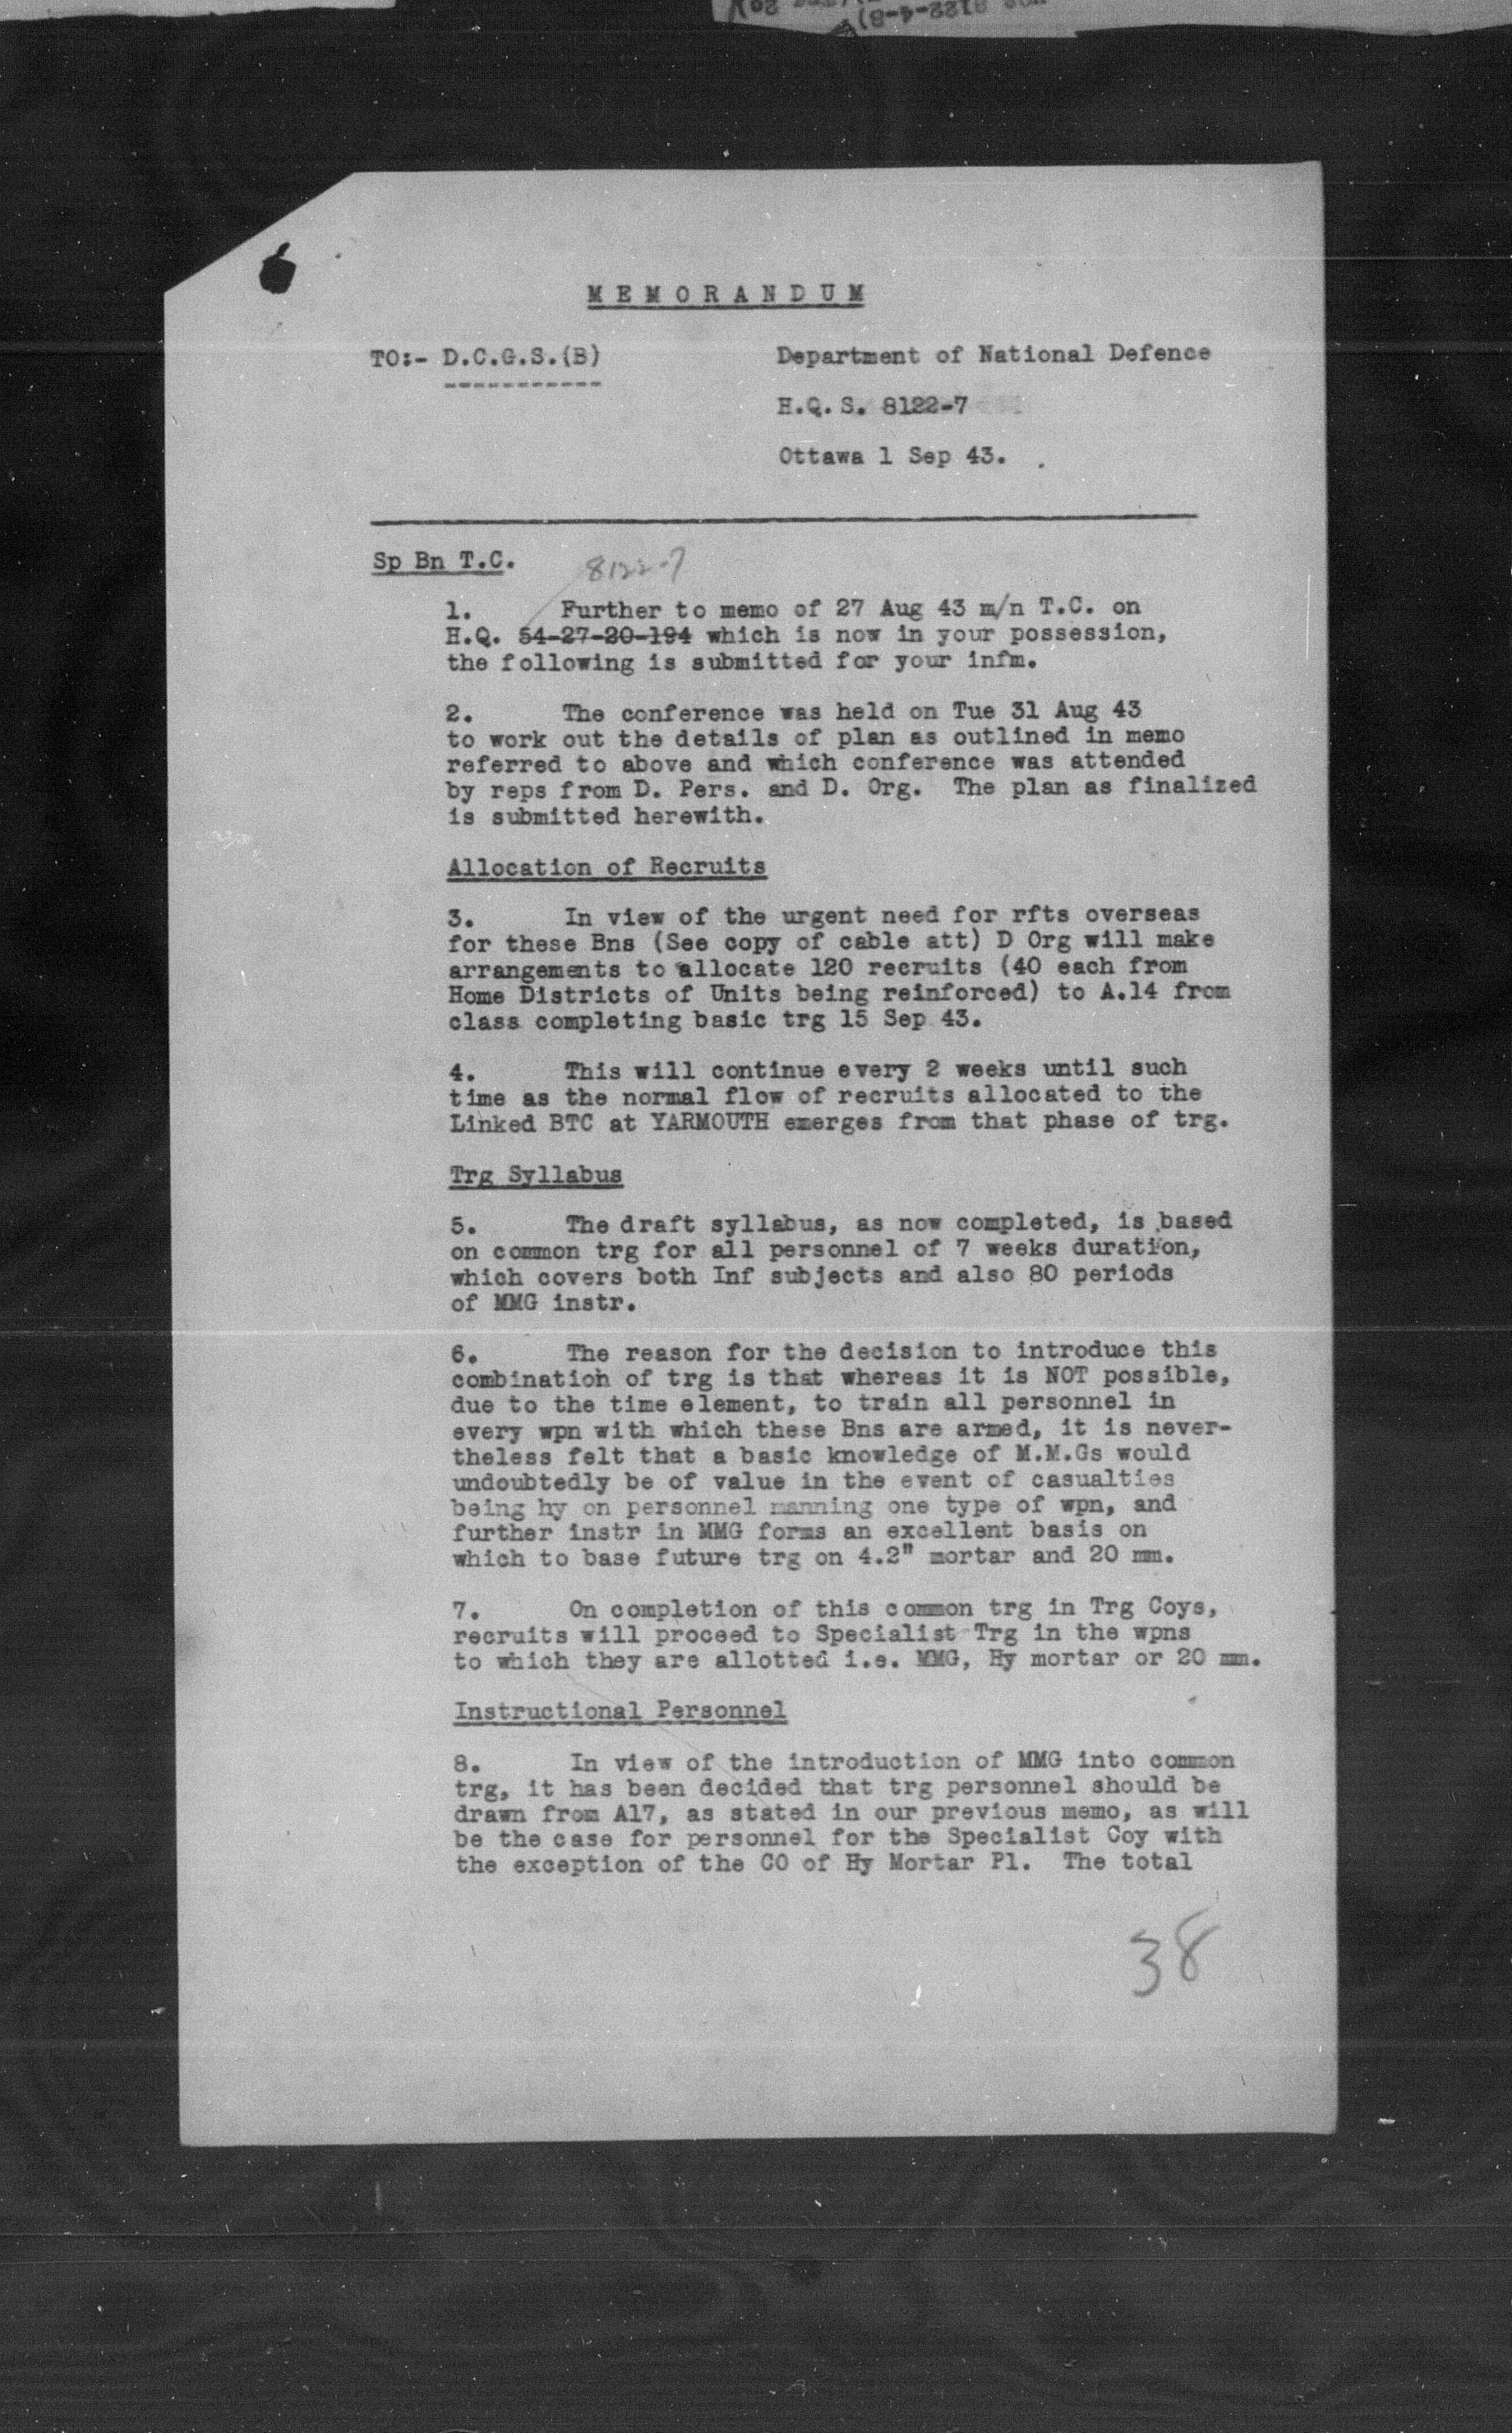 8122-4-8)
M E M O R A N D U M
TO:- D.C.G.S.(B)
Department of National Defence
H.Q.S. 8122-7
Ottawa 1 Sep 43.
Sp Bn T.C.
8122-7
1. Further to memo of 27 Aug 43 m/n T.C. on
H.Q. 54-27-20-194 which is now in your possession,
the following is submitted for your infm.
2. The conference was held on Tue 31 Aug 43
to work out the details of plan as outlined in memo
referred to above and which conference was attended
by reps from D. Pers. and D. Org. The plan as finalized
is submitted herewith.
Allocation of Recruits
3. In view of the urgent need for rfts overseas
for these Bns (See copy of cable att) D Org will make
arrangements to allocate 120 recruits (40 each from
Home Districts of Units being reinforced) to A.14 from
class completing basic trg 15 Sep 43.
4. This will continue every 2 weeks until such
time as the normal flow of recruits allocated to the
Linked BTC at YARMOUTH emerges from that phase of trg.
Trg Syllabus
5. The draft syllabus, as now completed, is based
on common trg for all personnel of 7 weeks duration,
which covers both Inf subjects and also 80 periods
of MMG instr.
6. The reason for the decision to introduce this
combination of trg is that whereas it is NOT possible,
due to the time element, to train all personnel in
every wpn with which these Bns are armed, it is never-
theless felt that a basic knowledge of M.M.Gs would
undoubtedly be of value in the event of casualties
being hy on personnel manning one type of wpn, and
further instr in MMG forms an excellent basis on
which to base future trg on 4.2" mortar and 20 mm.
7. On completion of this common trg in Trg Coys,
recruits will proceed to Specialist Trg in the wpns
to which they are allotted i.e. MMG, Hy mortar or 20 mm.
Instructional Personnel
8. In view of the introduction of MMG into common
trg, it has been decided that trg personnel should be
drawn from A17, as stated in our previous memo, as will
be the case for personnel for the Specialist Coy with
the exception of the CO of Hy Mortar Pl. The total
38